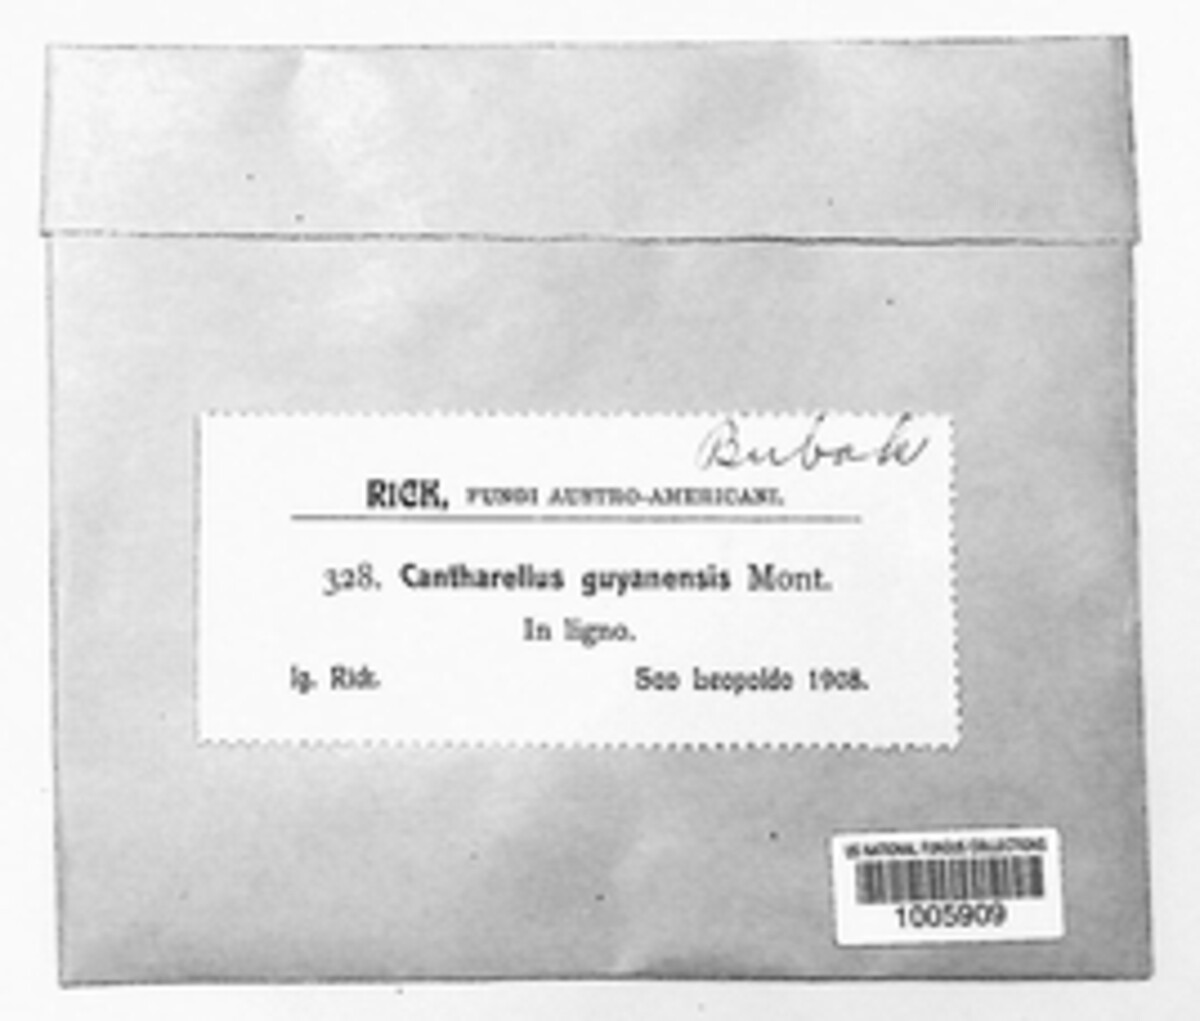 Bubak
RICK, FUNGI AUSTRO-AMERICANI.
328. Cantharellus guyanensis Mont.
In ligno.
lg. Rick.
Sao Leopoldo 1908.
US NATIONAL FUNGUS COLLECTIONS
1005909